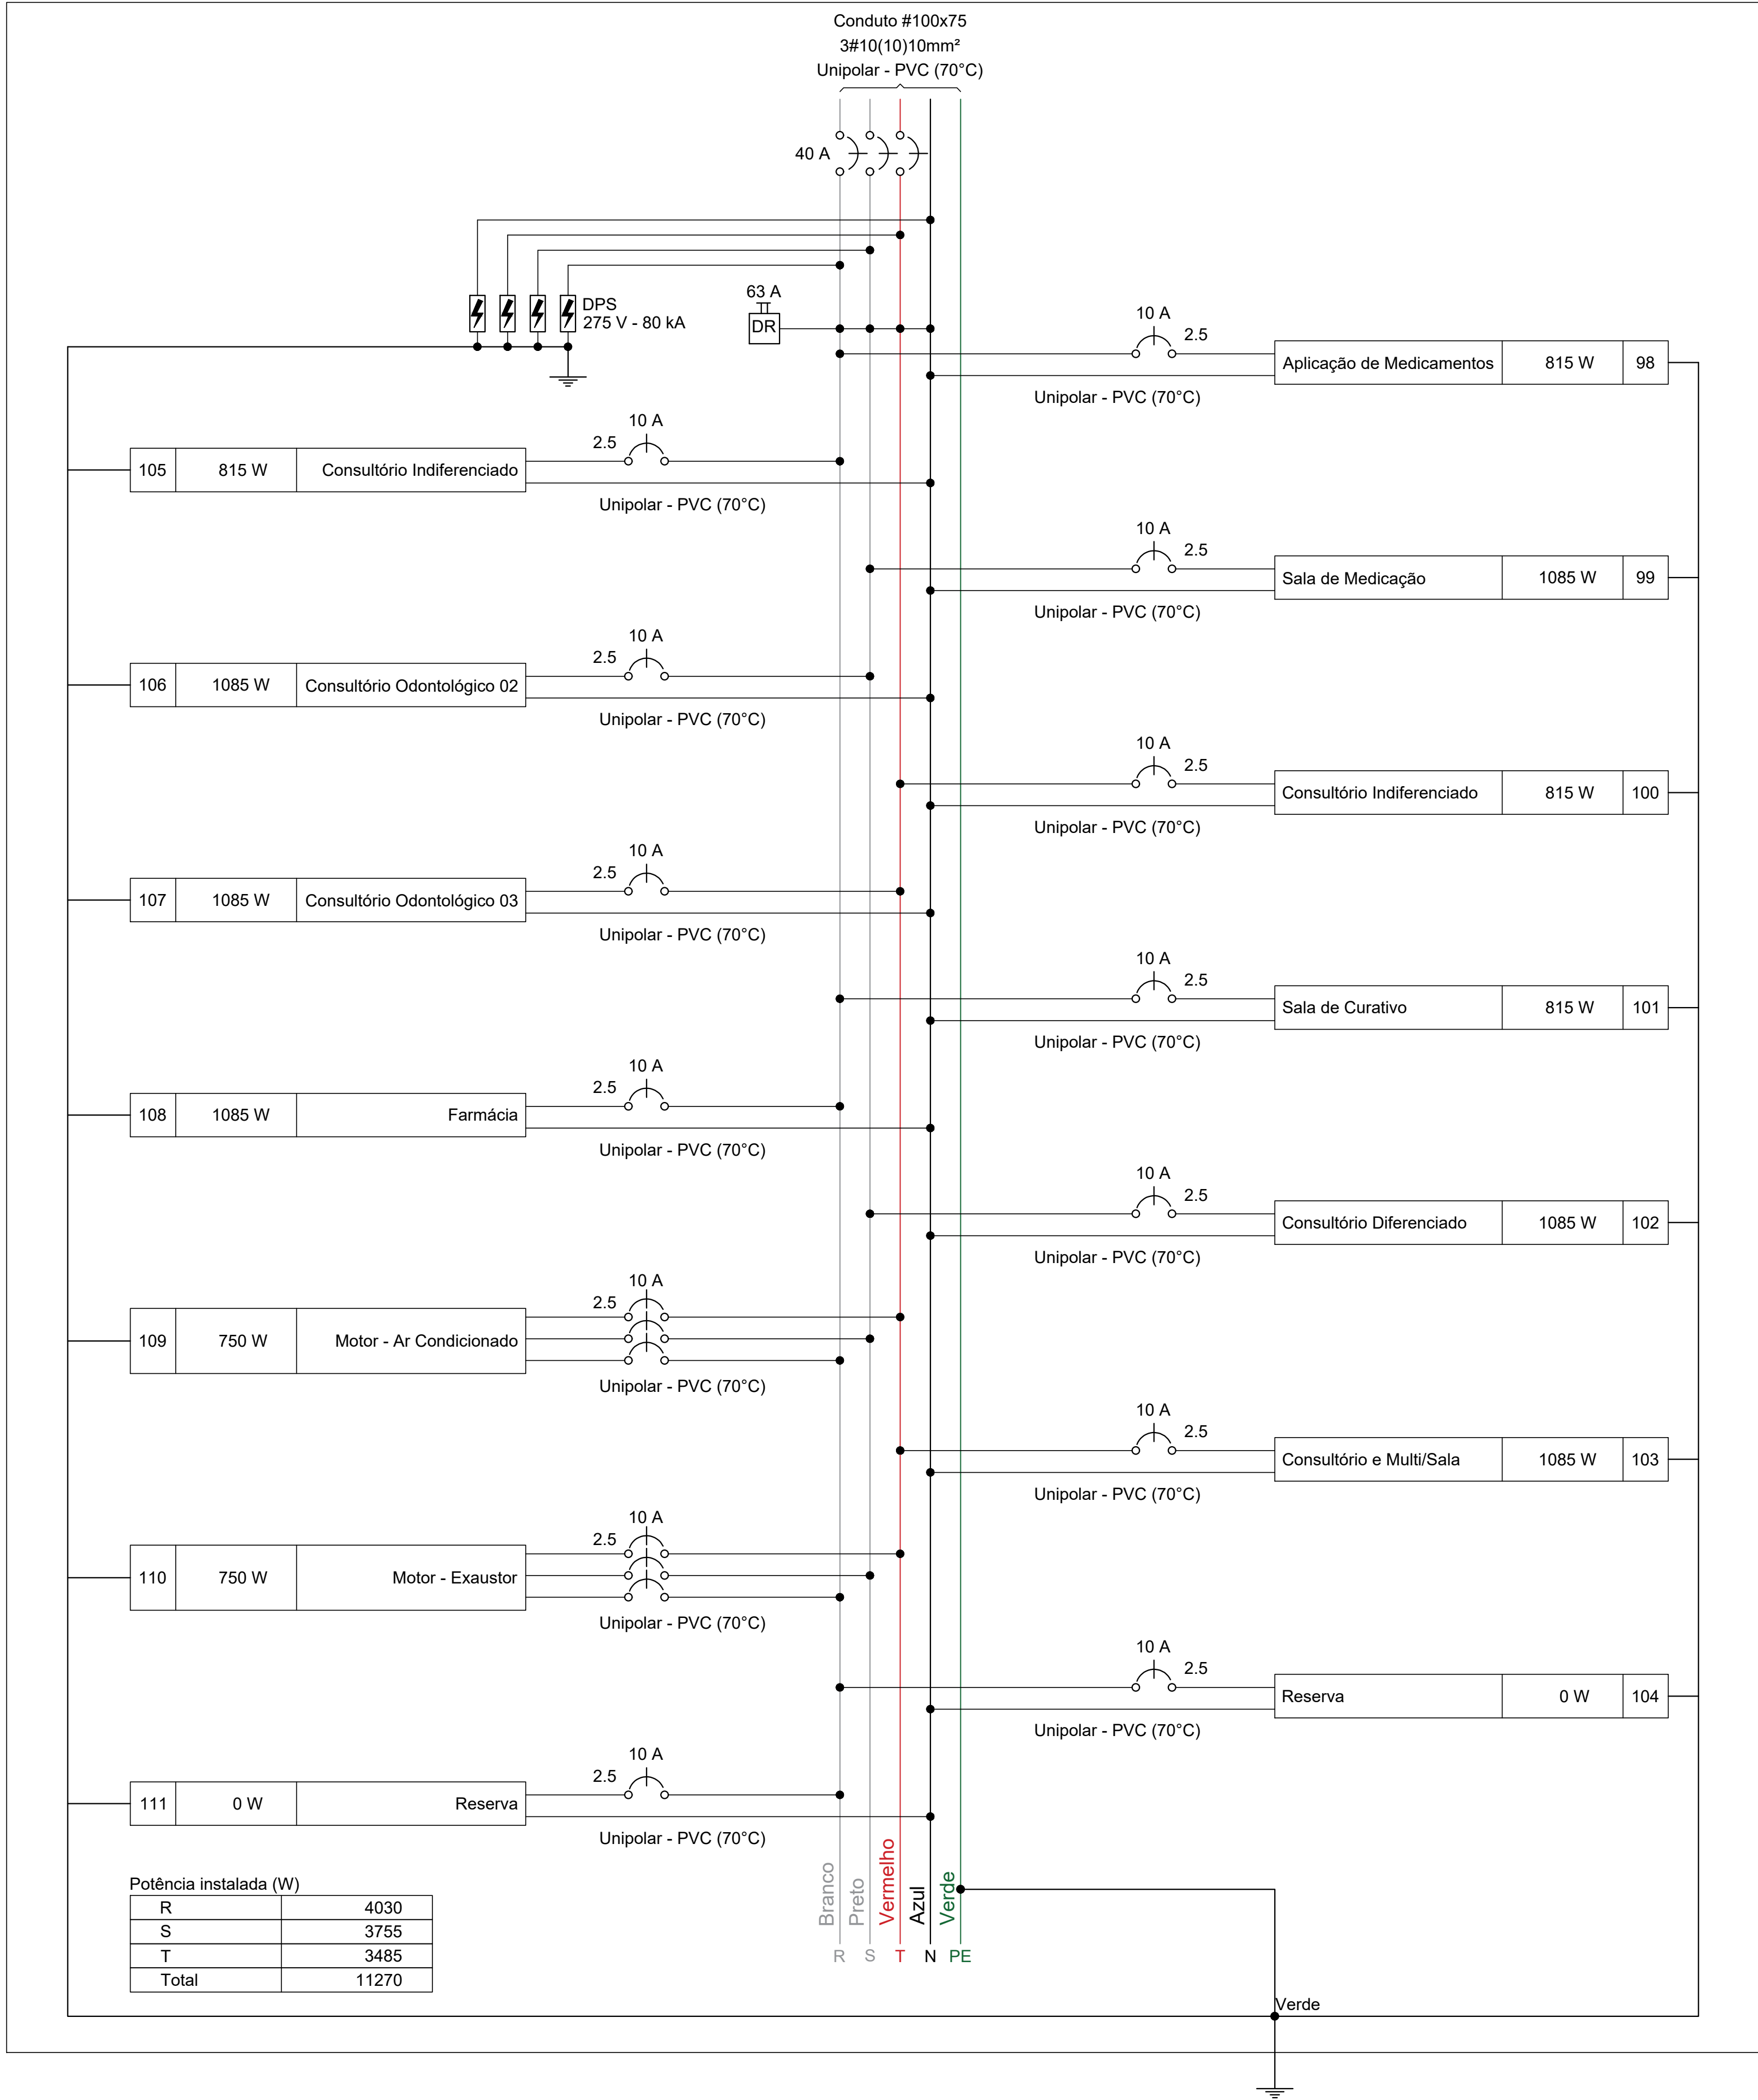 Conduto #100x75
3#10(10)10mm²
Unipolar - PVC (70°C)
40 A
DPS
275 V - 80 kA
63 A
DR
10 A
2.5
Aplicação de Medicamentos 815 W 98
Unipolar - PVC (70°C)
10 A
2.5
105 815 W Consultório Indiferenciado
Unipolar - PVC (70°C)
10 A
2.5
Sala de Medicação 1085 W 99
Unipolar - PVC (70°C)
10 A
2.5
106 1085 W Consultório Odontológico 02
Unipolar - PVC (70°C)
10 A
2.5
Consultório Indiferenciado 815 W 100
Unipolar - PVC (70°C)
10 A
2.5
107 1085 W Consultório Odontológico 03
Unipolar - PVC (70°C)
10 A
2.5
Sala de Curativo 815 W 101
Unipolar - PVC (70°C)
10 A
2.5
108 1085 W Farmácia
Unipolar - PVC (70°C)
10 A
2.5
Consultório Diferenciado 1085 W 102
Unipolar - PVC (70°C)
10 A
2.5
109 750 W Motor - Ar Condicionado
Unipolar - PVC (70°C)
10 A
2.5
Consultório e Multi/Sala 1085 W 103
Unipolar - PVC (70°C)
10 A
2.5
110 750 W Motor - Exaustor
Unipolar - PVC (70°C)
10 A
2.5
Reserva 0 W 104
Unipolar - PVC (70°C)
10 A
2.5
111 0 W Reserva
Unipolar - PVC (70°C)
Branco
Preto
Vermelho
Azul
Verde
R S T N PE
Potência instalada (W)
R 4030
S 3755
T 3485
Total 11270
Verde